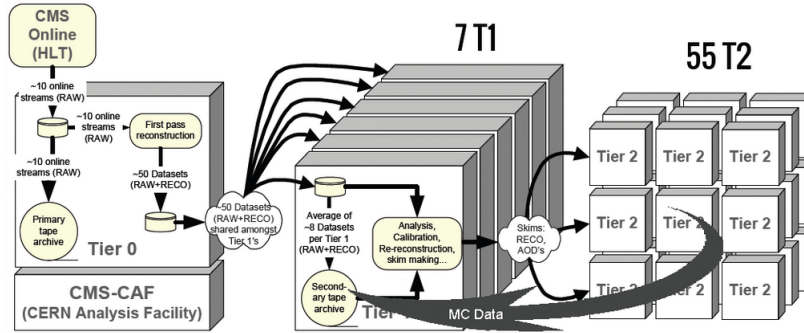 CMS
Online
(HLT)
~10 online
streams (RAW)
~10 online
streams
(RAW)
First pass
reconstruction
~10 online
streams (RAW)
~50 Datasets
(RAW+RECO)
Primary
tape
archive
Tier 0
CMS-CAF
(CERN Analysis Facility)
~50 Datasets
(RAW+RECO)
shared amongst
Tier 1's
7 T1
Average of
~8 Datasets
per Tier 1
(RAW+RECO)
Analysis,
Calibration,
Re-reconstruction,
skim making...
Second-
ary tape
archive
Skims:
RECO,
AOD's
MC Data
55 T2
Tier 2 Tier 2 Tier 2
Tier 2 Tier 2 Tier 2
Tier 2 Tier 2 Tier 2